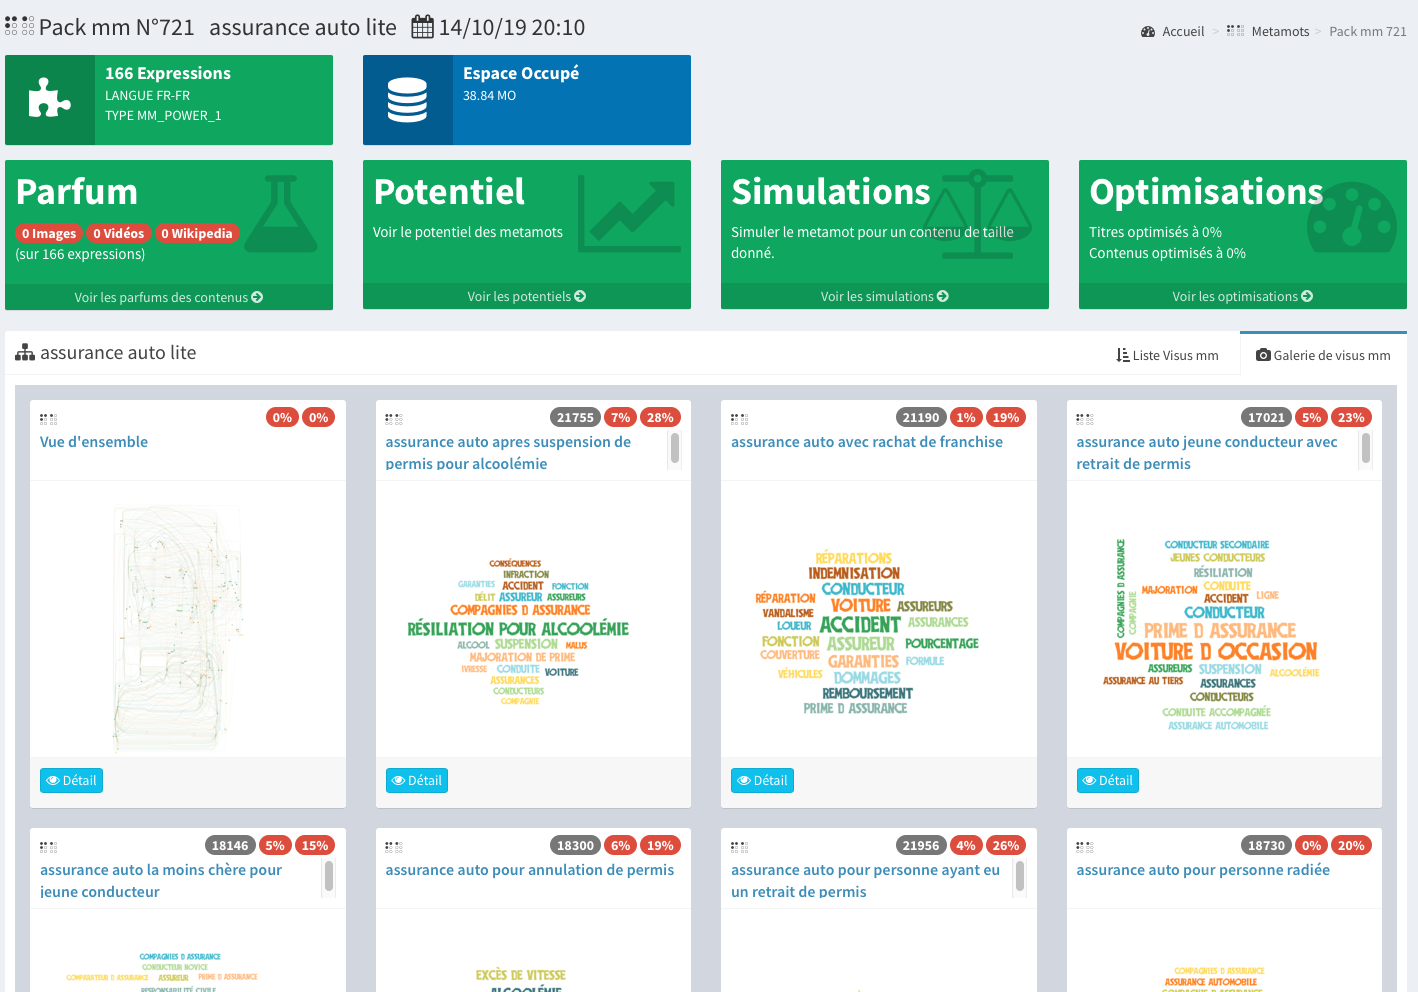 Pack mm N°721 assurance auto lite 14/10/19 20:10
Accueil > Metamots > Pack mm 721
166 Expressions
LANGUE FR-FR
TYPE MM_POWER_1
Espace Occupé
38.84 MO
Parfum
0 Images 0 Vidéos 0 Wikipedia
(sur 166 expressions)
Voir les parfums des contenus
Potentiel
Voir le potentiel des metamots
Voir les potentiels
Simulations
Simuler le metamot pour un contenu de taille
donné.
Voir les simulations
Optimisations
Titres optimisés à 0%
Contenus optimisés à 0%
Voir les optimisations
assurance auto lite
Liste Visus mm
Galerie de visus mm
0% 0%
Vue d'ensemble
Détail
21755 7% 28%
assurance auto apres suspension de
permis pour alcoolémie
CONSÉQUENCES
INFRACTION
GARANTIES ACCIDENT FONCTION
DÉLIT ASSUREUR ASSUREURS
COMPAGNIES D ASSURANCE
RÉSILIATION POUR ALCOOLÉMIE
ALCOOL SUSPENSION MALUS
MAJORATION DE PRIME
IVRESSE CONDUITE VOITURE
ASSURANCES
CONDUCTEURS
COMPAGNIE
Détail
21190 1% 19%
assurance auto avec rachat de franchise
RÉPARATIONS
INDEMNISATION
CONDUCTEUR
RÉPARATION VOITURE ASSUREURS
VANDALISME
LOUEUR ACCIDENT ASSURANCES
FONCTION ASSUREUR POURCENTAGE
COUVERTURE GARANTIES FORMULE
VÉHICULES DOMMAGES
REMBOURSEMENT
PRIME D ASSURANCE
Détail
17021 5% 23%
assurance auto jeune conducteur avec
retrait de permis
COMPAGNIES D ASSURANCE
COMPAGNIE
CONDUCTEUR SECONDAIRE
JEUNES CONDUCTEURS
RÉSILIATION
MAJORATION CONDUITE
ACCIDENT LIGNE
CONDUCTEUR
PRIME D ASSURANCE
VOITURE D OCCASION
ASSUREURS SUSPENSION ALCOOLÉMIE
ASSURANCE AU TIERS ASSURANCES
CONDUCTEURS
CONDUITE ACCOMPAGNÉE
ASSURANCE AUTOMOBILE
Détail
18146 5% 15%
assurance auto la moins chère pour
jeune conducteur
COMPAGNIES D ASSURANCE
CONDUCTEUR NOVICE
COMPARATEUR D ASSURANCE ASSUREUR PRIME D ASSURANCE
RESPONSABILITÉ CIVILE
18300 6% 19%
assurance auto pour annulation de permis
EXCÈS DE VITESSE
ALCOOLÉMIE
21956 4% 26%
assurance auto pour personne ayant eu
un retrait de permis
18730 0% 20%
assurance auto pour personne radiée
COMPAGNIES D ASSURANCE
ASSURANCE AUTOMOBILE
COMPAGNIE D ASSURANCE